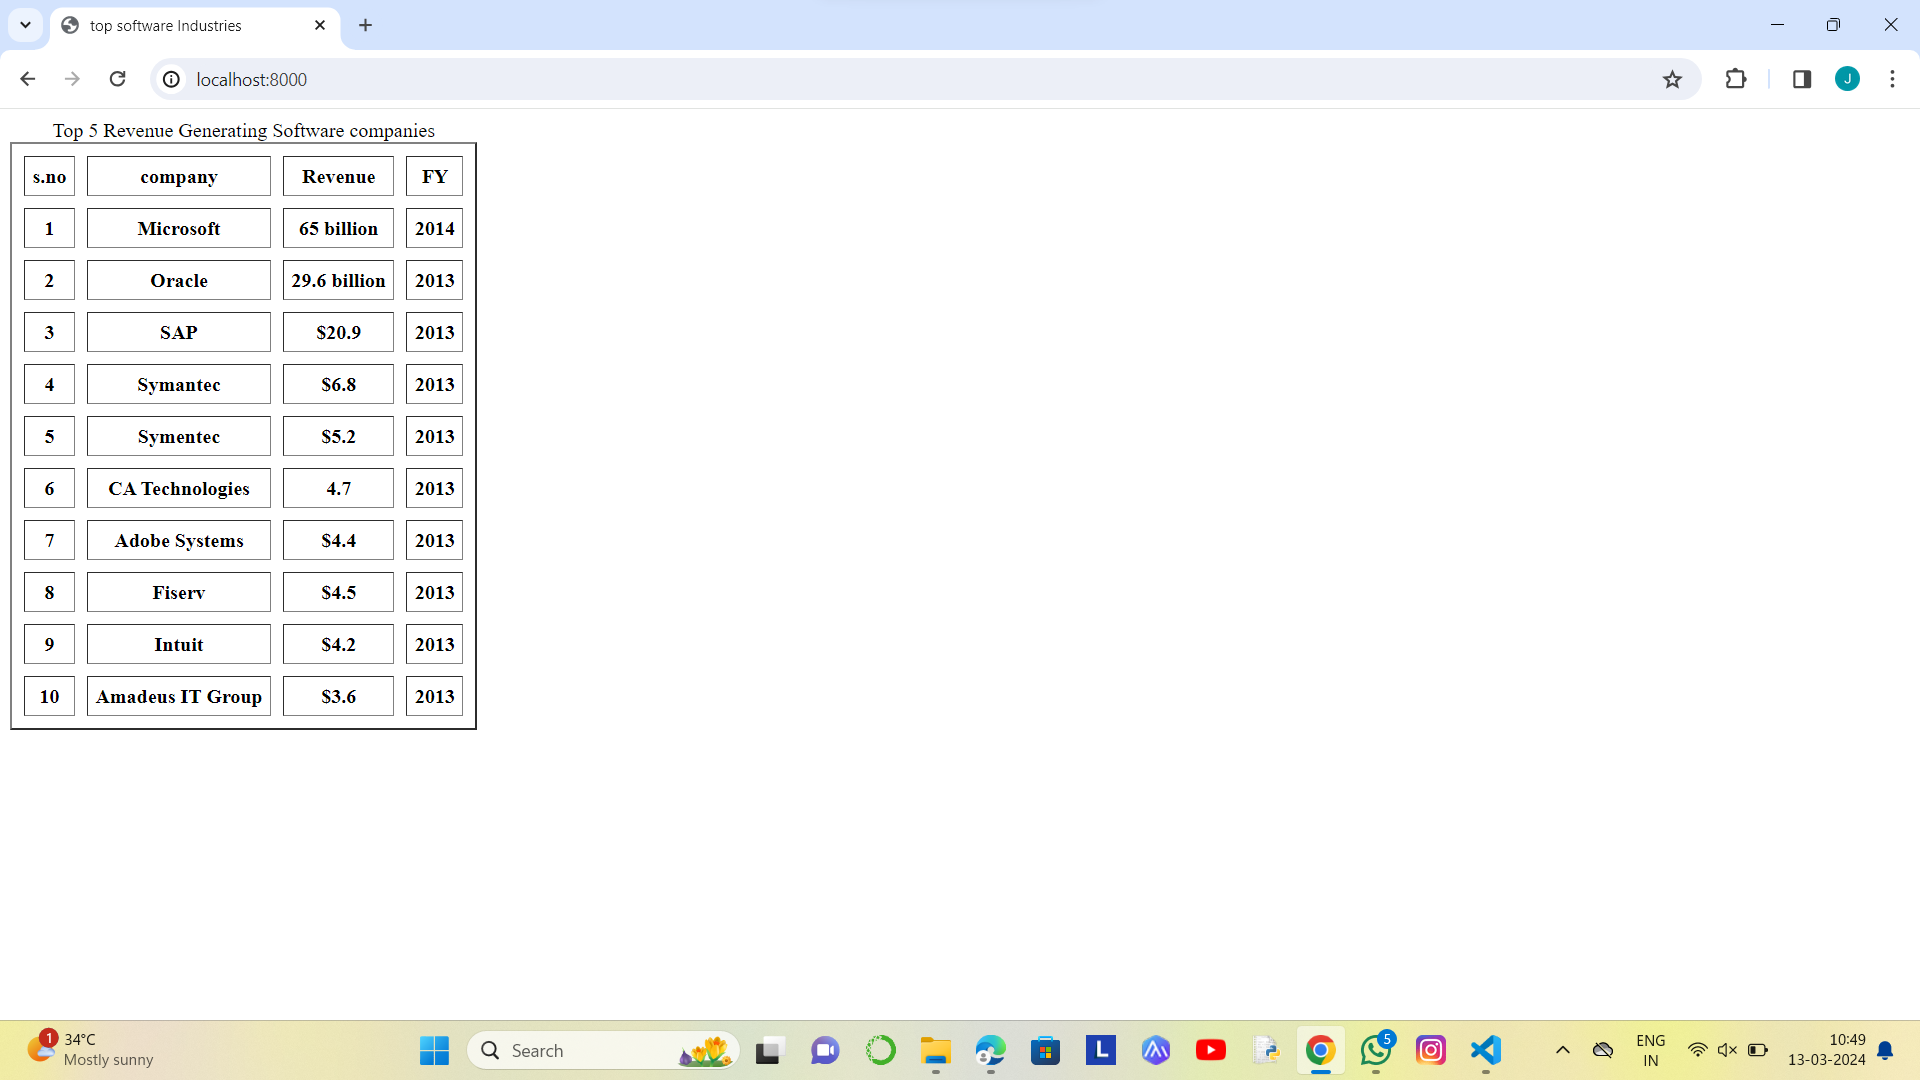 top software Industries
localhost:8000
J
Top 5 Revenue Generating Software companies
s.no company Revenue FY
1 Microsoft 65 billion 2014
2 Oracle 29.6 billion 2013
3 SAP $20.9 2013
4 Symantec $6.8 2013
5 Symentec $5.2 2013
6 CA Technologies 4.7 2013
7 Adobe Systems $4.4 2013
8 Fiserv $4.5 2013
9 Intuit $4.2 2013
10 Amadeus IT Group $3.6 2013
1
34°C
Mostly sunny
Search
L
5
ENG
IN
10:49
13-03-2024